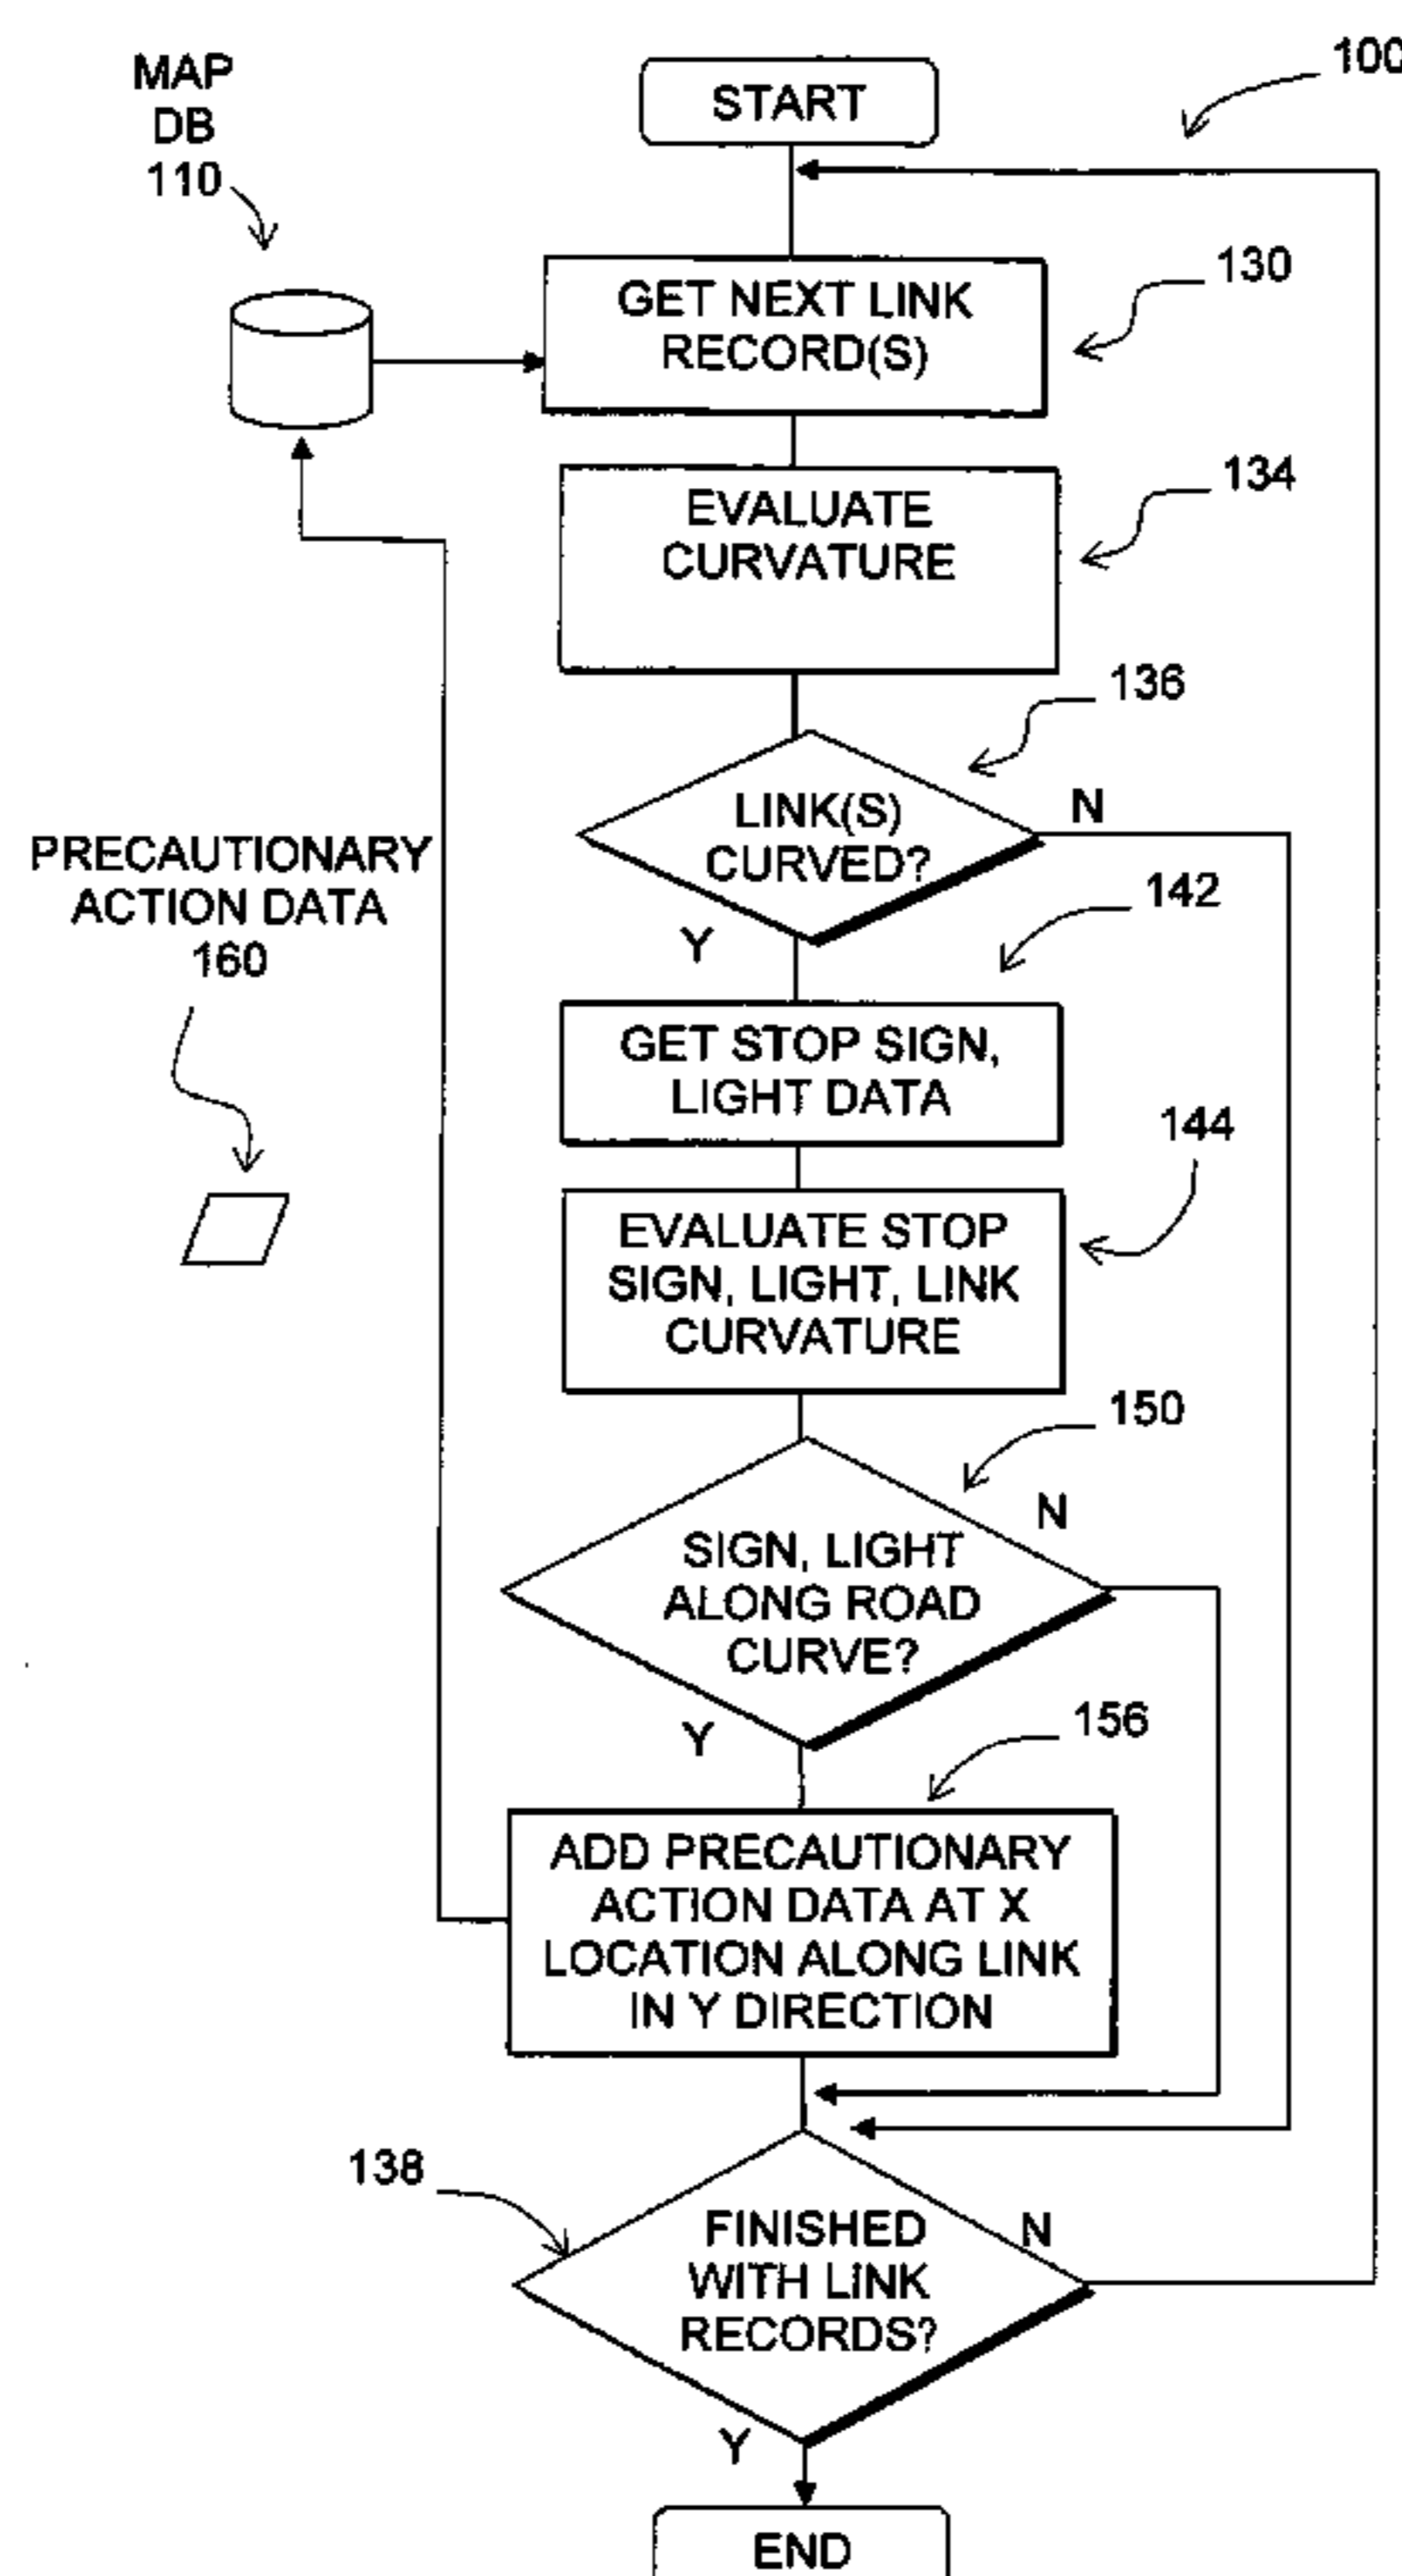 MAP
DB
110
START
100
GET NEXT LINK
RECORD(S)
130
EVALUATE
CURVATURE
134
136
LINK(S)
CURVED?
N
Y
PRECAUTIONARY
ACTION DATA
160
142
GET STOP SIGN,
LIGHT DATA
144
EVALUATE STOP
SIGN, LIGHT, LINK
CURVATURE
150
SIGN, LIGHT
ALONG ROAD
CURVE?
N
Y
156
ADD PRECAUTIONARY
ACTION DATA AT X
LOCATION ALONG LINK
IN Y DIRECTION
138
FINISHED
WITH LINK
RECORDS?
N
Y
END